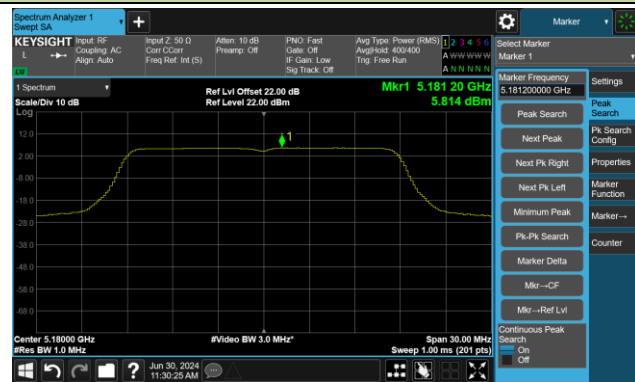 Spectrum Analyzer 1
Swept SA
Marker
KEYSIGHT
L
LW
Input: RF
Coupling: AC
Align: Auto
Input Z: 50 Ω
Corr CCorr
Freq Ref: Int (S)
Atten: 10 dB
Preamp: Off
PNO: Fast
Gate: Off
IF Gain: Low
Sig Track: Off
Avg Type: Power (RMS)
Avg|Hold: 400/400
Trig: Free Run
1 2 3 4 5 6
A W W W W W
A N N N N N
Select Marker
Marker 1
1 Spectrum
Scale/Div 10 dB
Log
Ref Lvl Offset 22.00 dB
Ref Level 22.00 dBm
Mkr1 5.181 20 GHz
5.814 dBm
12.0
2.00
-8.00
-18.0
-28.0
-38.0
-48.0
-58.0
-68.0
1
Center 5.18000 GHz
#Res BW 1.0 MHz
#Video BW 3.0 MHz*
Span 30.00 MHz
Sweep 1.00 ms (201 pts)
Marker Frequency
5.181200000 GHz
Peak Search
Next Peak
Next Pk Right
Next Pk Left
Minimum Peak
Pk-Pk Search
Marker Delta
Mkr→CF
Mkr→Ref Lvl
Continuous Peak
Search
On
Off
Settings
Peak
Search
Pk Search
Config
Properties
Marker
Function
Marker→
Counter
?
Jun 30, 2024
11:30:25 AM